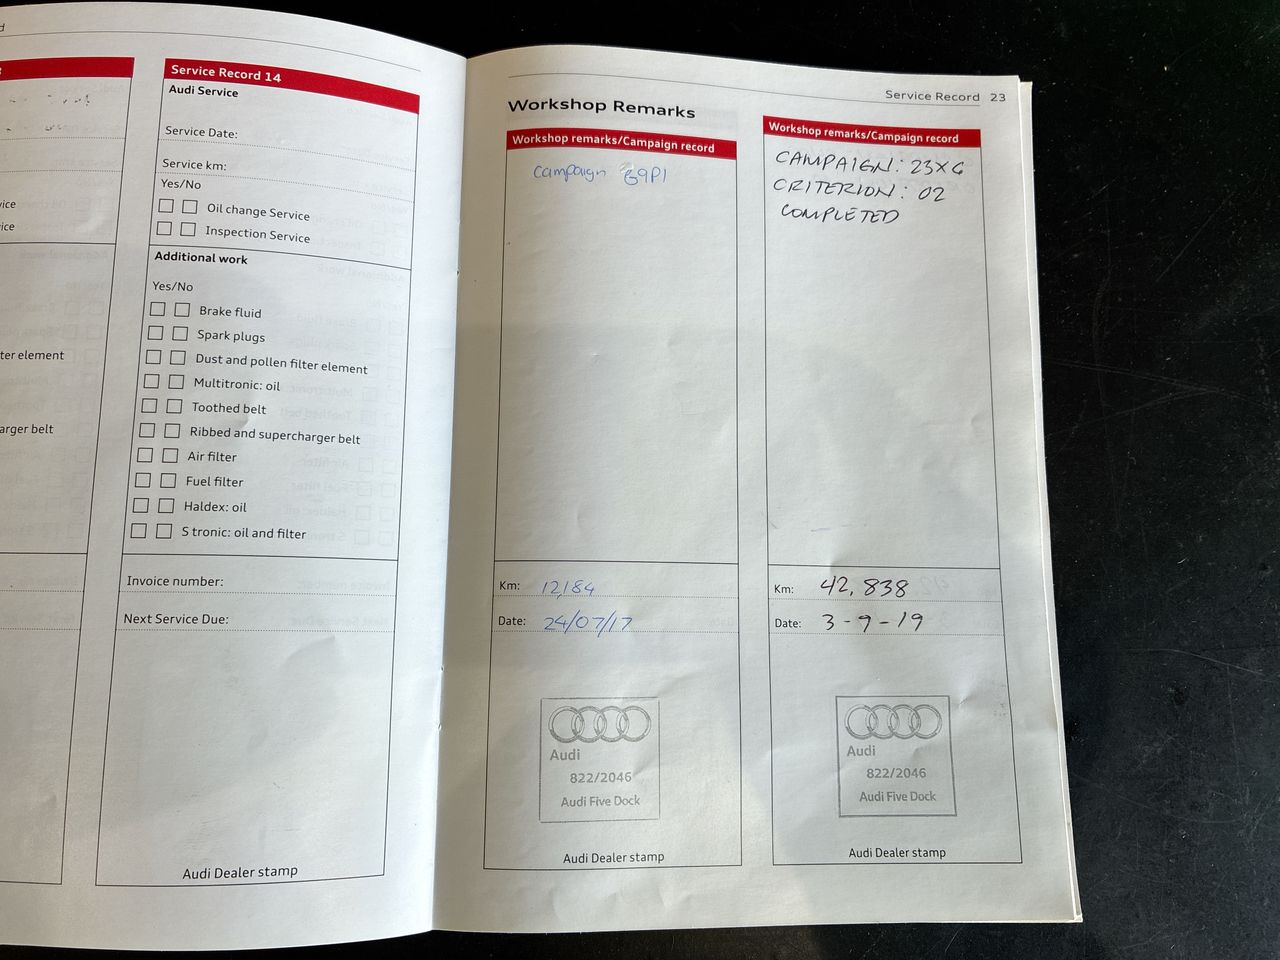 Service Record 14
Audi Service
Service Date:
Service km:
Yes/No
Oil change Service
Inspection Service
Additional work
Yes/No
Brake fluid
Spark plugs
Dust and pollen filter element
Multitronic: oil
Toothed belt
Ribbed and supercharger belt
Air filter
Fuel filter
Haldex: oil
S tronic: oil and filter
Invoice number:
Next Service Due:
Audi Dealer stamp
Service Record 23
Workshop Remarks
Workshop remarks/Campaign record
Campaign
Km: 12,184
Date: 24/07/17
Audi
822/2046
Audi Five Dock
Audi Dealer stamp
Workshop remarks/Campaign record
CAMPAIGN: 23X6
CRITERION: 02
COMPLETED
Km: 42,838
Date: 3-9-19
Audi
822/2046
Audi Five Dock
Audi Dealer stamp